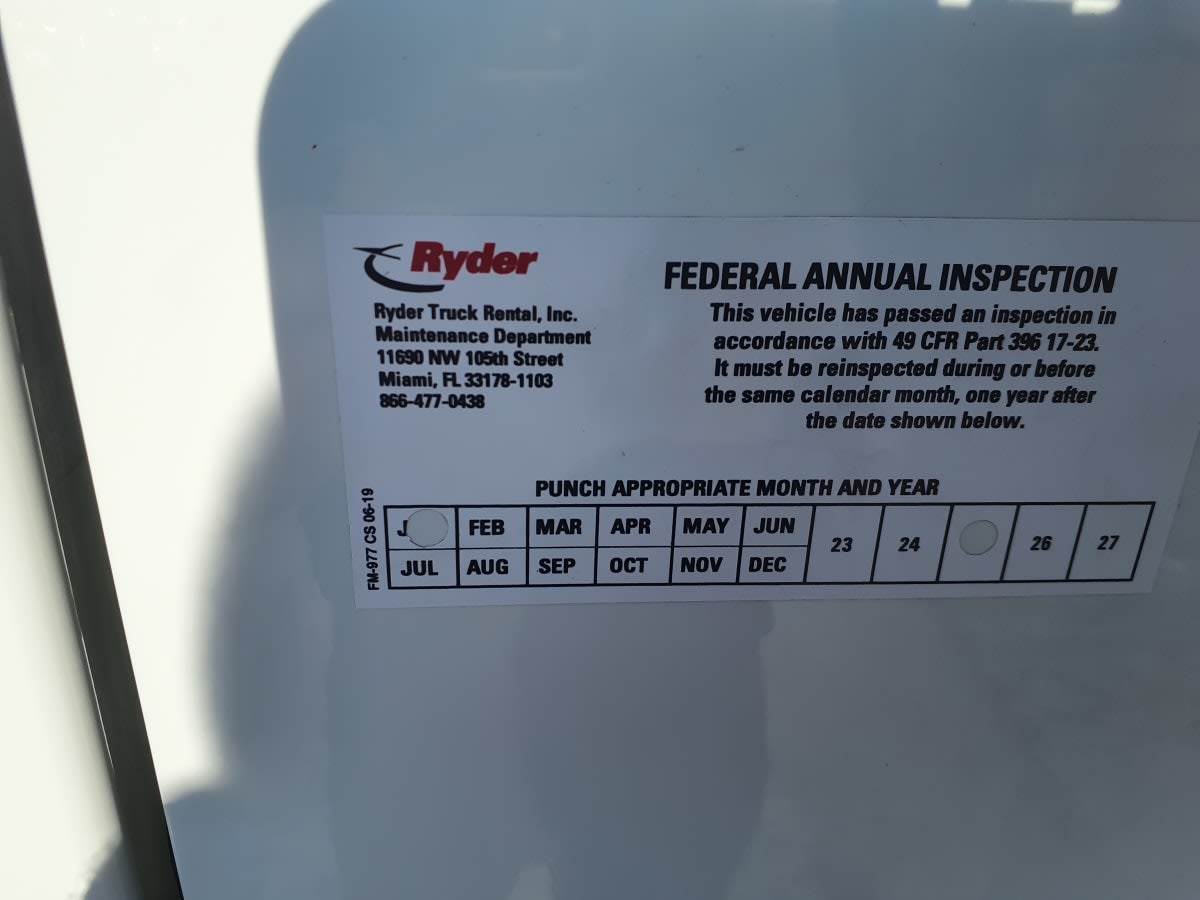 Ryder
Ryder Truck Rental, Inc.
Maintenance Department
11690 NW 105th Street
Miami, FL 33178-1103
866-477-0438
FEDERAL ANNUAL INSPECTION
This vehicle has passed an inspection in
accordance with 49 CFR Part 396 17-23.
It must be reinspected during or before
the same calendar month, one year after
the date shown below.
PUNCH APPROPRIATE MONTH AND YEAR
FM-977 CS 06-19
J FEB MAR APR MAY JUN
JUL AUG SEP OCT NOV DEC
23 24 26 27